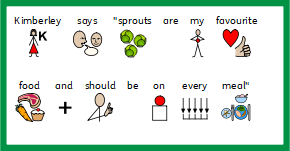 Kimberley says "sprouts are my favourite
K
food and should be on every meal"